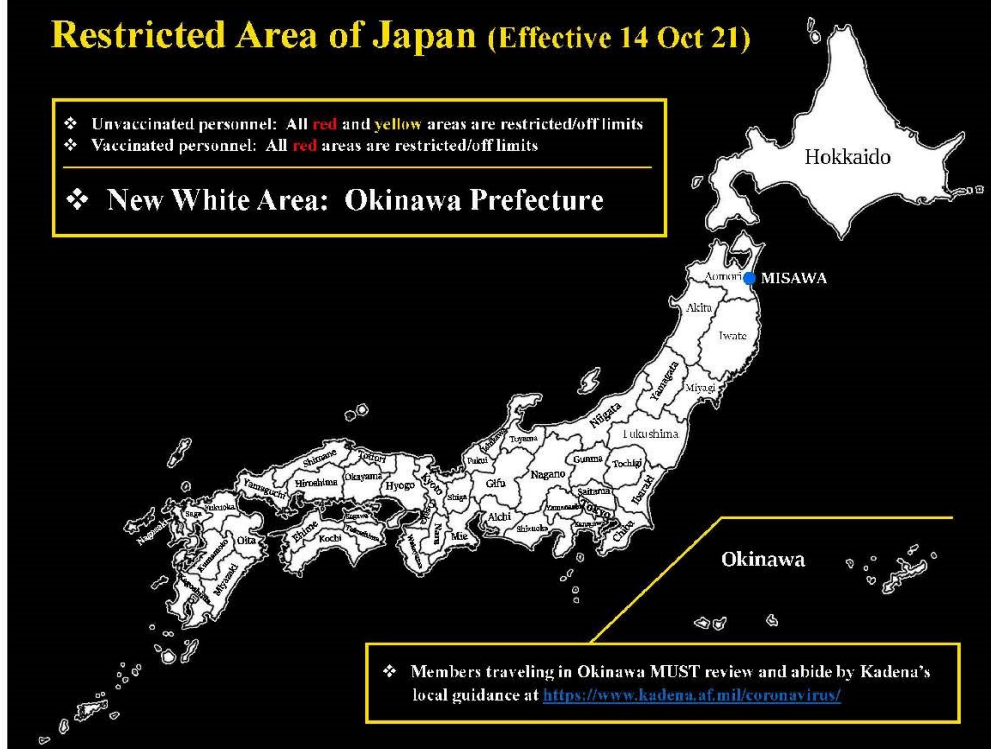 Restricted Area of Japan (Effective 14 Oct 21)
❖ Unvaccinated personnel: All red and yellow areas are restricted/off limits
❖ Vaccinated personnel: All red areas are restricted/off limits
❖ New White Area: Okinawa Prefecture
Hokkaido
Aomori
MISAWA
Akita
Iwate
Yamagata
Miyagi
Niigata
Fukushima
Ishikawa
Toyama
Gunma
Tochigi
Fukui
Gifu
Nagano
Ibaraki
Saitama
Tokyo
Yamanashi
Chiba
Shimane
Tottori
Yamaguchi
Hiroshima
Okayama
Hyogo
Kyoto
Shiga
Aichi
Shizuoka
Osaka
Nara
Mie
Ehime
Kochi
Tokushima
Fukuoka
Saga
Nagasaki
Oita
Kumamoto
Miyazaki
Kagoshima
Okinawa
❖ Members traveling in Okinawa MUST review and abide by Kadena's
local guidance at https://www.kadena.af.mil/coronavirus/